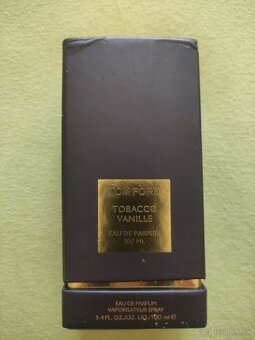 TOM FORD
TOBACCO
VANILLE
EAU DE PARFUM
100 ML
EAU DE PARFUM
VAPORISATEUR SPRAY
3.4 FL. OZ./OZ. LIQ./100 ml e